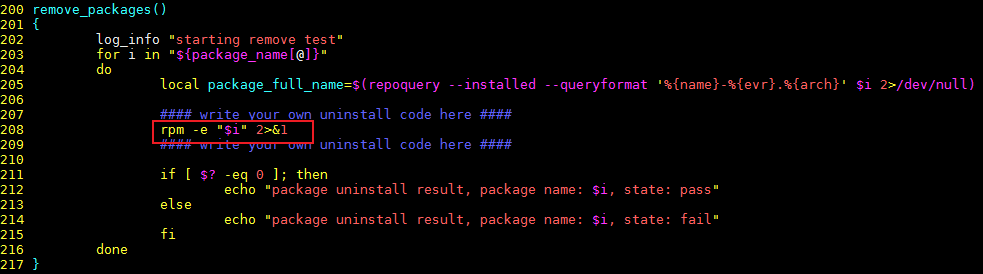 200 remove_packages()
201 {
202         log_info "starting remove test"
203         for i in "${package_name[@]}"
204         do
205                 local package_full_name=$(repoquery --installed --queryformat '%{name}-%{evr}.%{arch}' $i 2>/dev/null)
206
207                 #### write your own uninstall code here ####
208                 rpm -e "$i" 2>&1
209                 #### write your own uninstall code here ####
210
211                 if [ $? -eq 0 ]; then
212                         echo "package uninstall result, package name: $i, state: pass"
213                 else
214                         echo "package uninstall result, package name: $i, state: fail"
215                 fi
216         done
217 }